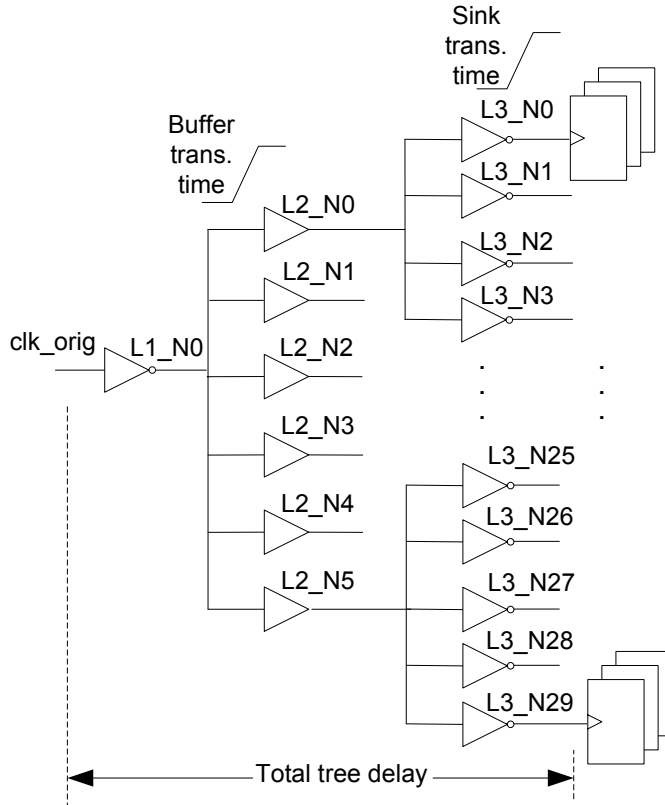 Sink
trans.
time
L3_N0
Buffer
trans.
time
L3_N1
L2_N0
L3_N2
L2_N1
L3_N3
clk_orig
L1_N0
L2_N2
L2_N3
L3_N25
L2_N4
L3_N26
L2_N5
L3_N27
L3_N28
L3_N29
Total tree delay